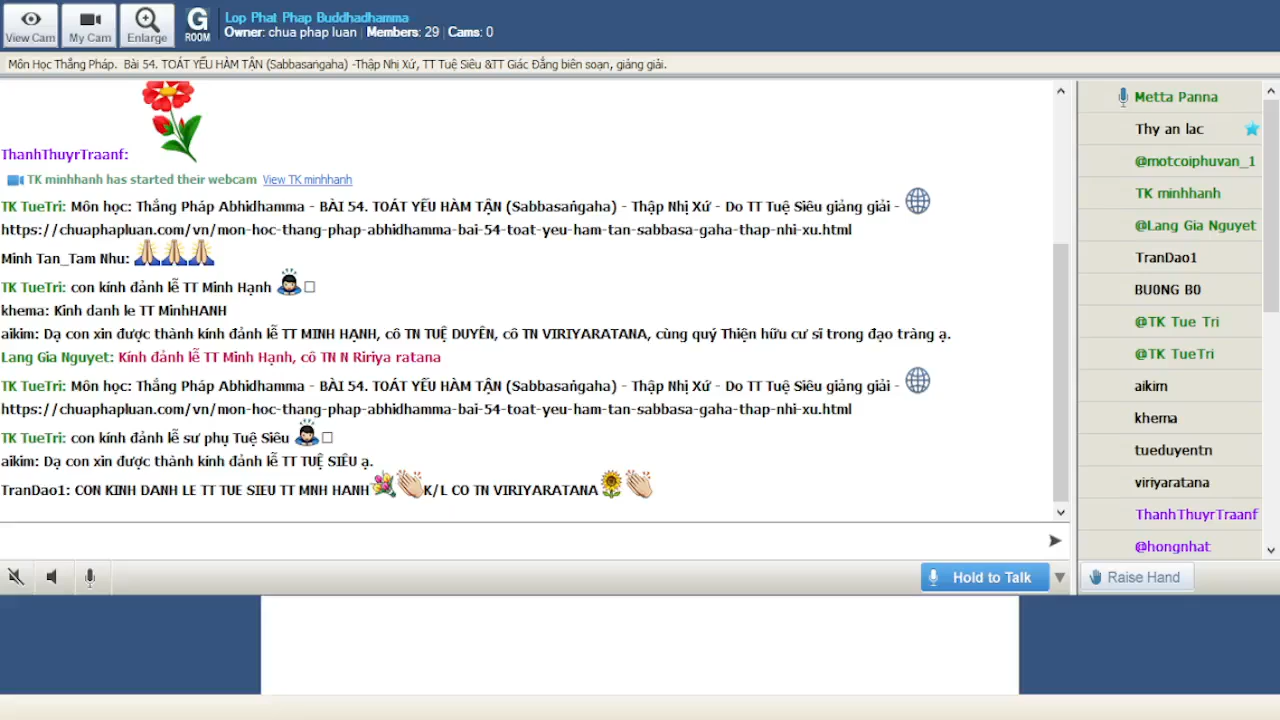 View Cam
My Cam
Enlarge
G
ROOM
Lop Phat Phap Buddhadhamma
Owner: chua phap luan | Members: 29 | Cams: 0
Môn Học Thắng Pháp.  Bài 54. TOÁT YẾU HÀM TẬN (Sabbasaṅgaha) -Thập Nhị Xứ, TT Tuệ Siêu &TT Giác Đẳng biên soạn, giảng giải.
ThanhThuyrTraanf:
TK minhhanh has started their webcam View TK minhhanh
TK TueTri: Môn học: Thắng Pháp Abhidhamma - BÀI 54. TOÁT YẾU HÀM TẬN (Sabbasaṅgaha) - Thập Nhị Xứ - Do TT Tuệ Siêu giảng giải -
https://chuaphapluan.com/vn/mon-hoc-thang-phap-abhidhamma-bai-54-toat-yeu-ham-tan-sabbasa-gaha-thap-nhi-xu.html
Minh Tan_Tam Nhu:
TK TueTri: con kính đảnh lễ TT Minh Hạnh
khema: Kinh danh le TT MinhHANH
aikim: Dạ con xin được thành kính đảnh lễ TT MINH HẠNH, cô TN TUỆ DUYÊN, cô TN VIRIYARATANA, cùng quý Thiện hữu cư sĩ trong đạo tràng ạ.
Lang Gia Nguyet: Kính đảnh lễ TT Minh Hạnh, cô TN N Ririya ratana
TK TueTri: Môn học: Thắng Pháp Abhidhamma - BÀI 54. TOÁT YẾU HÀM TẬN (Sabbasaṅgaha) - Thập Nhị Xứ - Do TT Tuệ Siêu giảng giải -
https://chuaphapluan.com/vn/mon-hoc-thang-phap-abhidhamma-bai-54-toat-yeu-ham-tan-sabbasa-gaha-thap-nhi-xu.html
TK TueTri: con kính đảnh lễ sư phụ Tuệ Siêu
aikim: Dạ con xin được thành kính đảnh lễ TT TUỆ SIÊU ạ.
TranDao1: CON KINH DANH LE TT TUE SIEU TT MNH HANH K/L CO TN VIRIYARATANA
Hold to Talk
Metta Panna
Thy an lac
@motcoiphuvan_1
TK minhhanh
@Lang Gia Nguyet
TranDao1
BU0NG B0
@TK Tue Tri
@TK TueTri
aikim
khema
tueduyentn
viriyaratana
ThanhThuyrTraanf
@hongnhat
Raise Hand